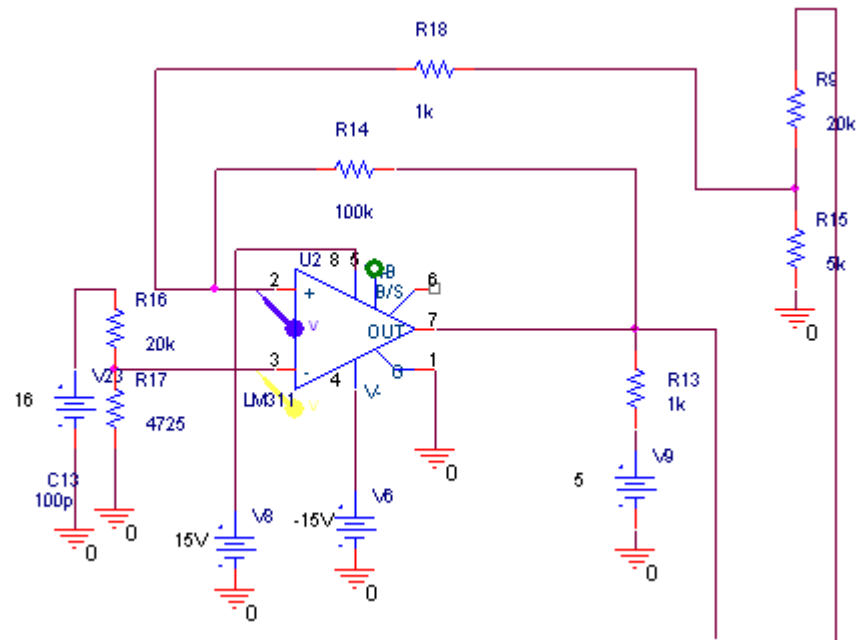 R18
1k
R9
20k
R14
100k
R15
5k
U2 8 5 +B
B/S 6
2 +
OUT 7
R16
20k
3 -
4 V-
G 1
LM311
V23
16
R17
4725
R13
1k
0
0
C13
100p
V9
5
V8
15V
V6
-15V
0
0
0
0
0
V
V